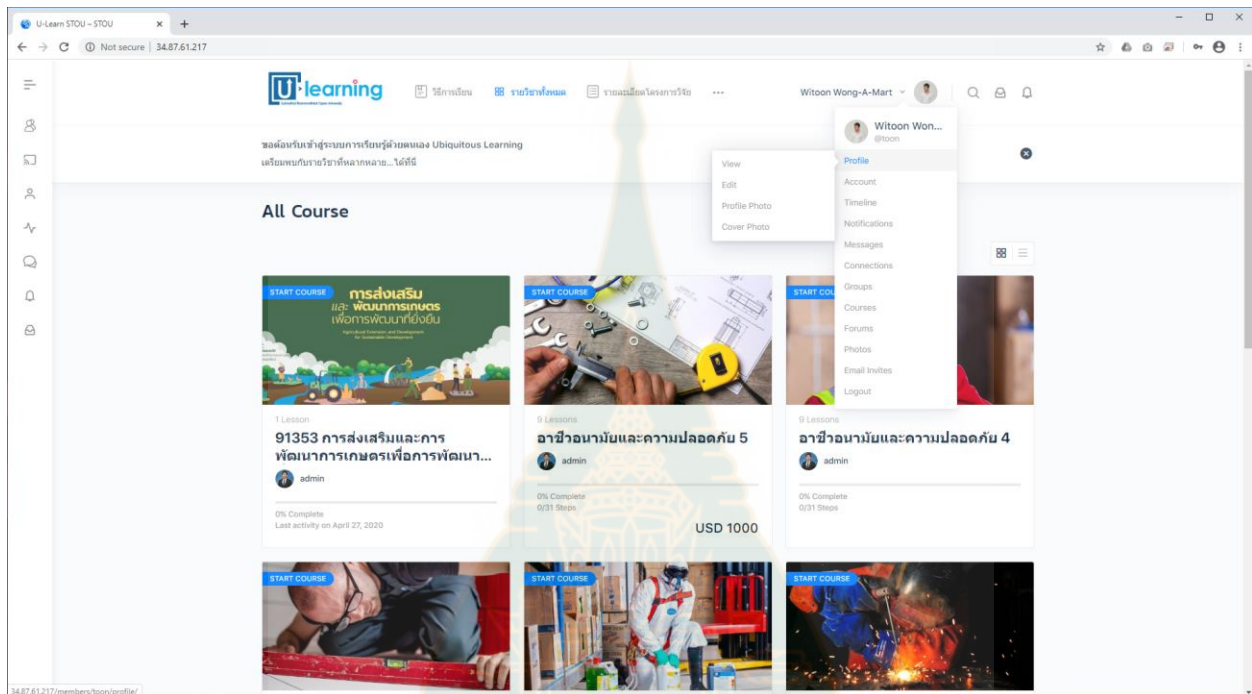 U-Learn STOU – STOU
Not secure | 34.87.61.217
U learning
วิธีการเรียน
รายวิชาทั้งหมด
รายละเอียดโครงการวิจัย
Witoon Wong-A-Mart
Witoon Won...
@toon
ขอต้อนรับเข้าสู่ระบบการเรียนรู้ด้วยตนเอง Ubiquitous Learning
เตรียมพบกับรายวิชาที่หลากหลาย...ได้ที่นี่
View
Edit
Profile Photo
Cover Photo
Profile
Account
Timeline
Notifications
Messages
Connections
Groups
Courses
Forums
Photos
Email Invites
Logout
All Course
START COURSE
การส่งเสริม
และ พัฒนาการเกษตร
เพื่อการพัฒนาที่ยั่งยืน
Agricultural Extension and Development
for Sustainable Development
1 Lesson
91353 การส่งเสริมและการ
พัฒนาการเกษตรเพื่อการพัฒนา...
admin
0% Complete
Last activity on April 27, 2020
START COURSE
9 Lessons
อาชีวอนามัยและความปลอดภัย 5
admin
0% Complete
0/31 Steps
USD 1000
START COU
9 Lessons
อาชีวอนามัยและความปลอดภัย 4
admin
0% Complete
0/31 Steps
START COURSE
START COURSE
START COURSE
34.87.61.217/members/toon/profile/